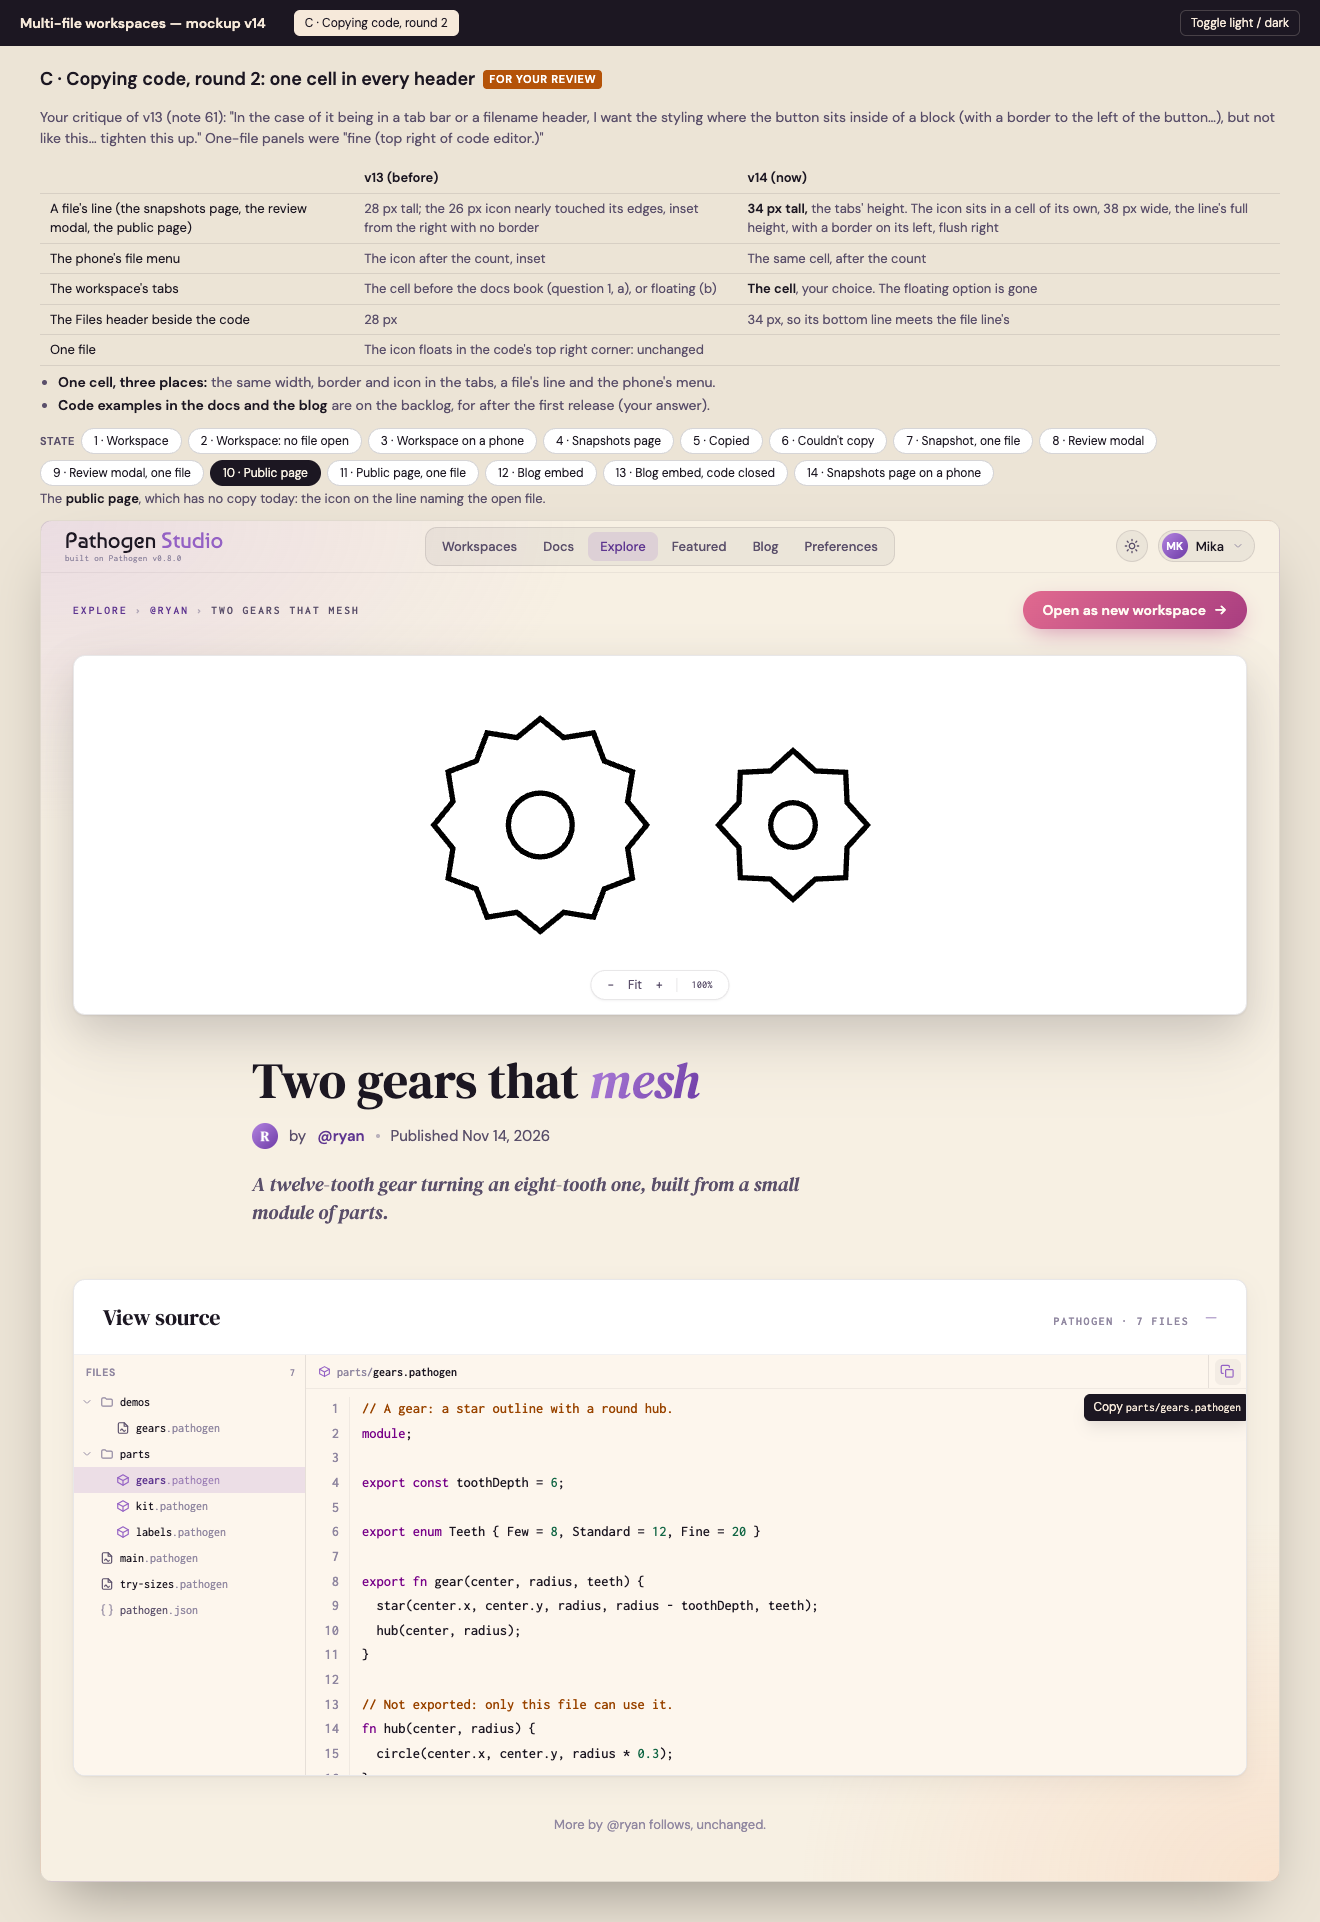 Multi-file workspaces — mockup v14
C · Copying code, round 2
Toggle light / dark
C · Copying code, round 2: one cell in every header
FOR YOUR REVIEW
Your critique of v13 (note 61): "In the case of it being in a tab bar or a filename header, I want the styling where the button sits inside of a block (with a border to the left of the button…), but not
like this… tighten this up." One-file panels were "fine (top right of code editor.)"
v13 (before)
v14 (now)
A file's line (the snapshots page, the review
modal, the public page)
28 px tall; the 26 px icon nearly touched its edges, inset
from the right with no border
34 px tall, the tabs' height. The icon sits in a cell of its own, 38 px wide, the line's full
height, with a border on its left, flush right
The phone's file menu
The icon after the count, inset
The same cell, after the count
The workspace's tabs
The cell before the docs book (question 1, a), or floating (b)
The cell, your choice. The floating option is gone
The Files header beside the code
28 px
34 px, so its bottom line meets the file line's
One file
The icon floats in the code's top right corner: unchanged
• One cell, three places: the same width, border and icon in the tabs, a file's line and the phone's menu.
• Code examples in the docs and the blog are on the backlog, for after the first release (your answer).
STATE
1 · Workspace
2 · Workspace: no file open
3 · Workspace on a phone
4 · Snapshots page
5 · Copied
6 · Couldn't copy
7 · Snapshot, one file
8 · Review modal
9 · Review modal, one file
10 · Public page
11 · Public page, one file
12 · Blog embed
13 · Blog embed, code closed
14 · Snapshots page on a phone
The public page, which has no copy today: the icon on the line naming the open file.
Pathogen Studio
built on Pathogen v0.8.0
Workspaces
Docs
Explore
Featured
Blog
Preferences
MK
Mika
EXPLORE › @RYAN › TWO GEARS THAT MESH
Open as new workspace →
− Fit + 100%
Two gears that mesh
R
by @ryan • Published Nov 14, 2026
A twelve-tooth gear turning an eight-tooth one, built from a small
module of parts.
View source
PATHOGEN · 7 FILES —
FILES
7
demos
gears.pathogen
parts
gears.pathogen
kit.pathogen
labels.pathogen
main.pathogen
try-sizes.pathogen
{} pathogen.json
parts/gears.pathogen
Copy parts/gears.pathogen
1 // A gear: a star outline with a round hub.
2 module;
3
4 export const toothDepth = 6;
5
6 export enum Teeth { Few = 8, Standard = 12, Fine = 20 }
7
8 export fn gear(center, radius, teeth) {
9 star(center.x, center.y, radius, radius - toothDepth, teeth);
10 hub(center, radius);
11 }
12
13 // Not exported: only this file can use it.
14 fn hub(center, radius) {
15 circle(center.x, center.y, radius * 0.3);
More by @ryan follows, unchanged.